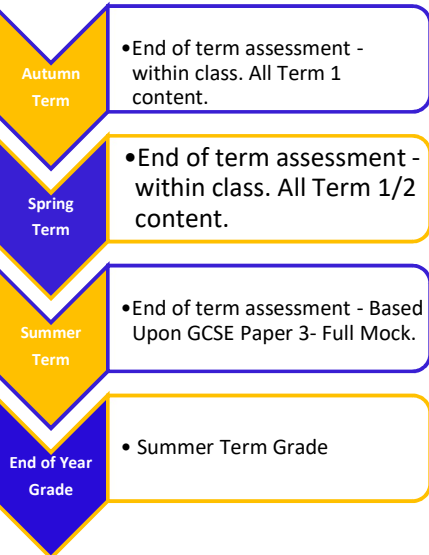 Autumn
Term
•End of term assessment -
within class. All Term 1
content.
Spring
Term
•End of term assessment -
within class. All Term 1/2
content.
Summer
Term
•End of term assessment - Based
Upon GCSE Paper 3- Full Mock.
End of Year
Grade
• Summer Term Grade